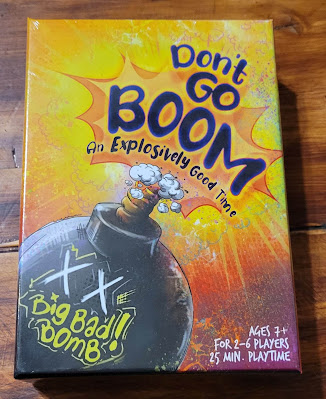 Don't
Go
BOOM
An Explosively Good Time
Big Bad
Bomb!
AGES 7+
FOR 2-6 PLAYERS
25 MIN. PLAYTIME